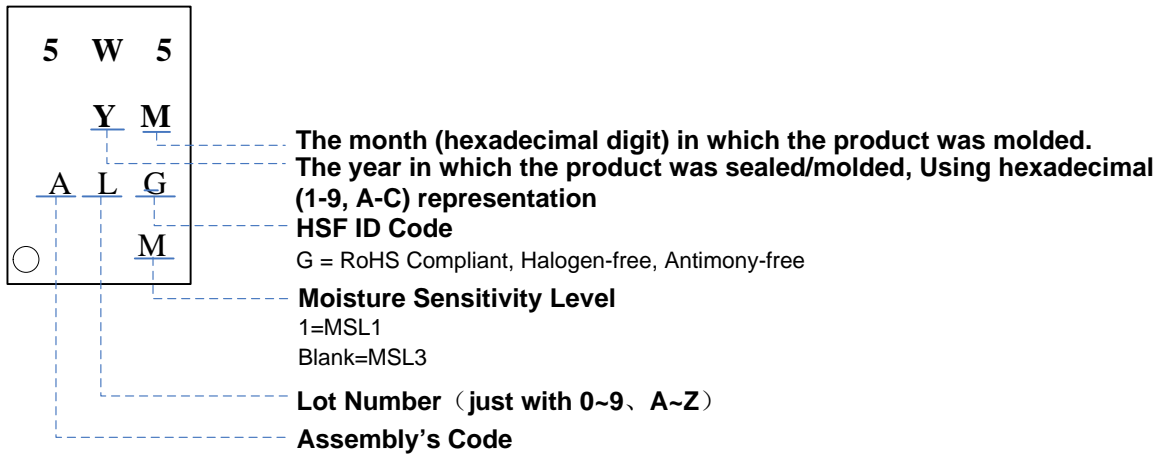 5 W 5
Y M
A L G
M
The month (hexadecimal digit) in which the product was molded.
The year in which the product was sealed/molded, Using hexadecimal
(1-9, A-C) representation
HSF ID Code
G = RoHS Compliant, Halogen-free, Antimony-free
Moisture Sensitivity Level
1=MSL1
Blank=MSL3
Lot Number（just with 0~9、A~Z）
Assembly's Code